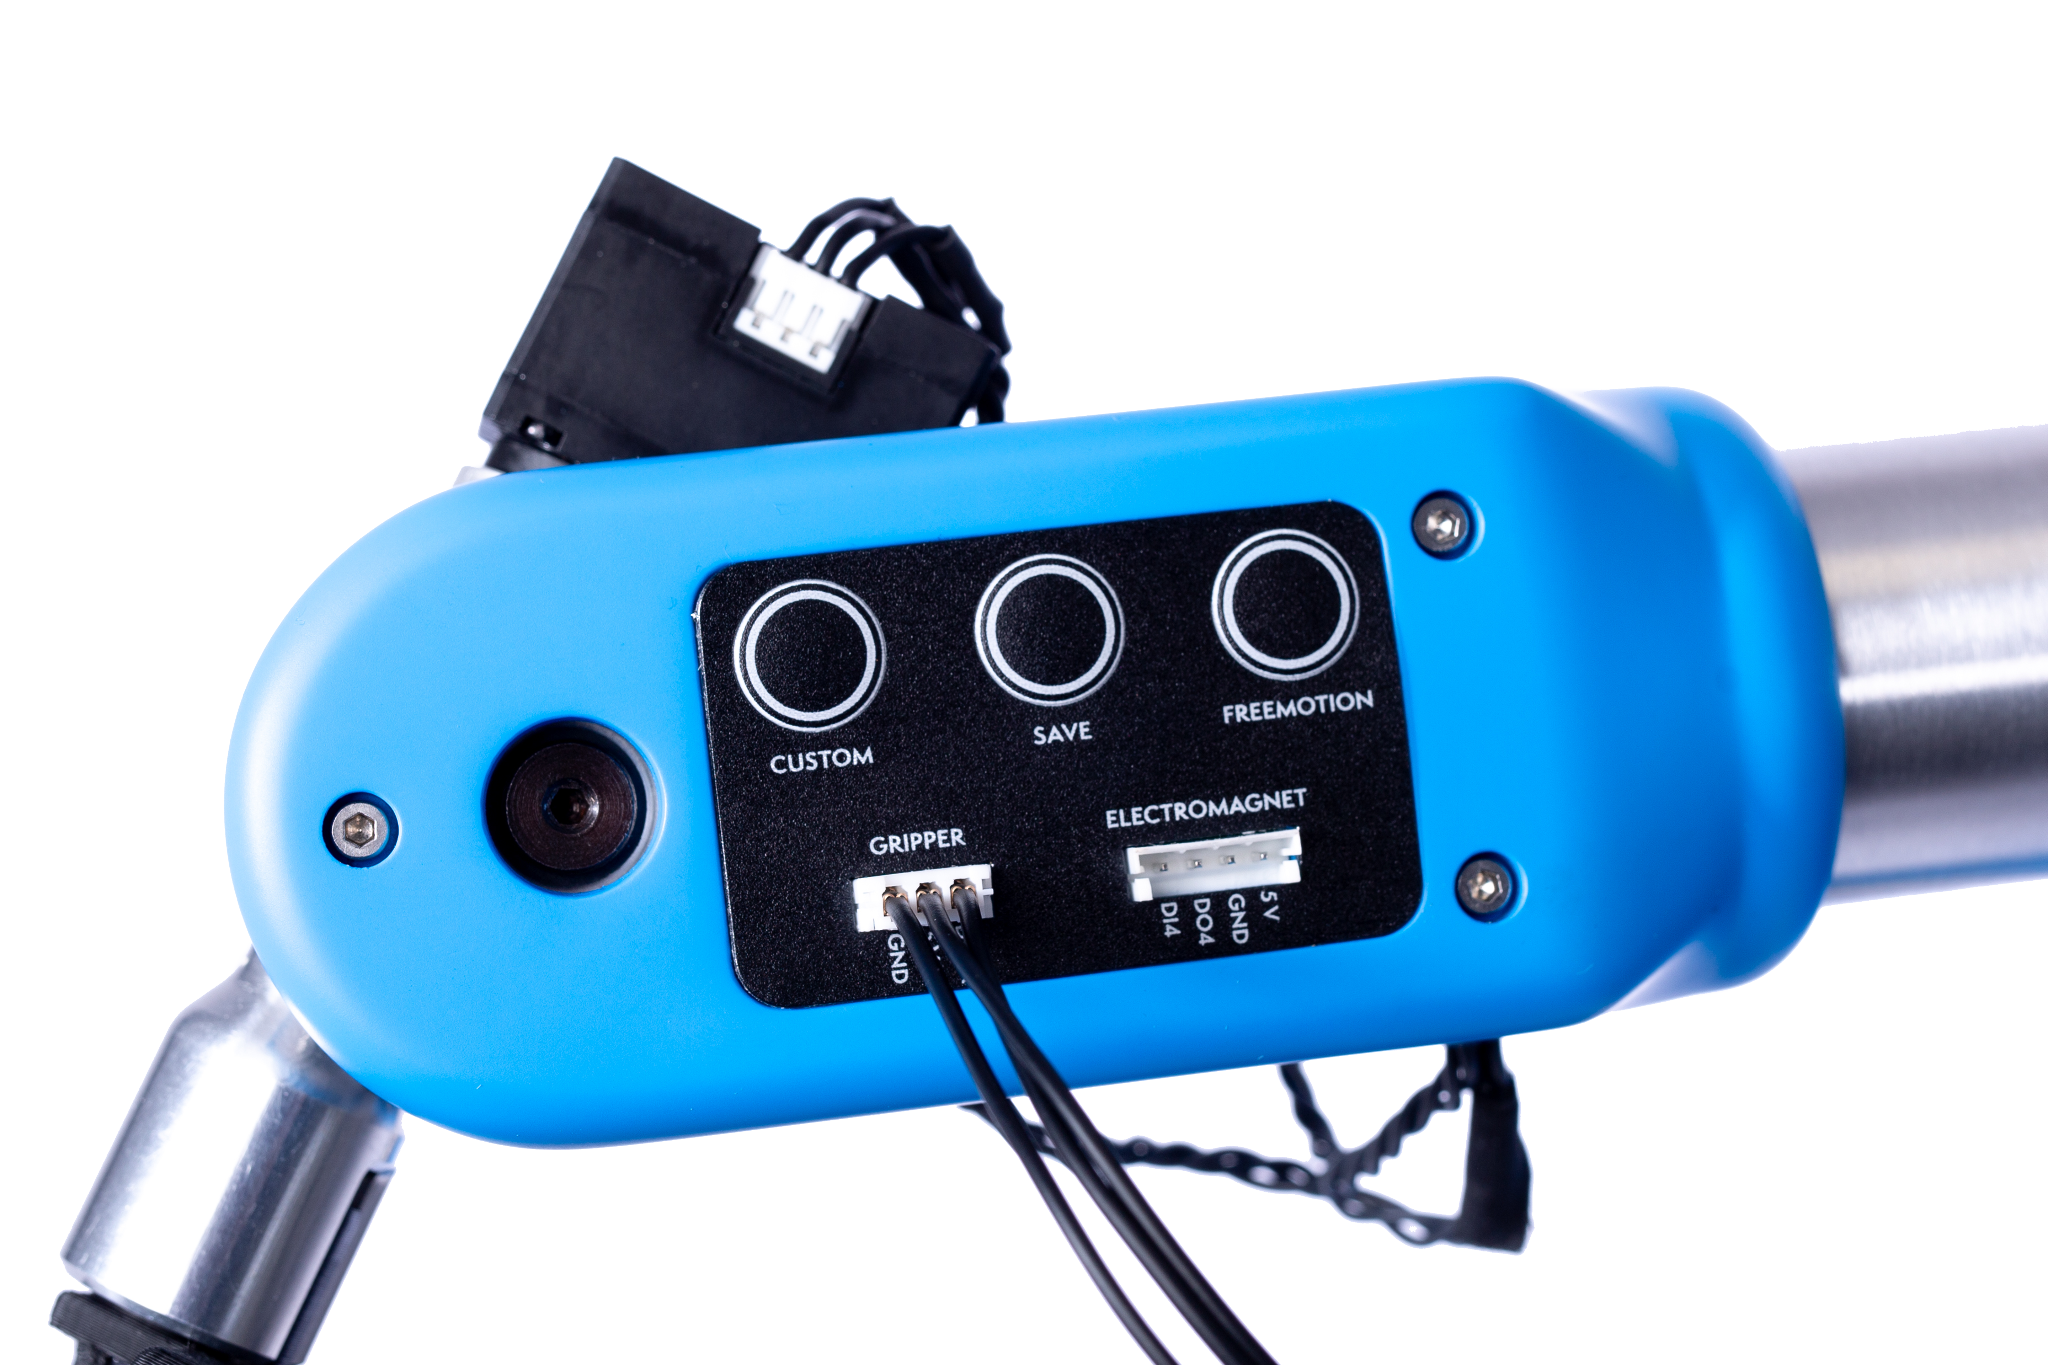 CUSTOM
SAVE
FREEMOTION
GRIPPER
GND
ELECTROMAGNET
DI4
DO4
GND
5V